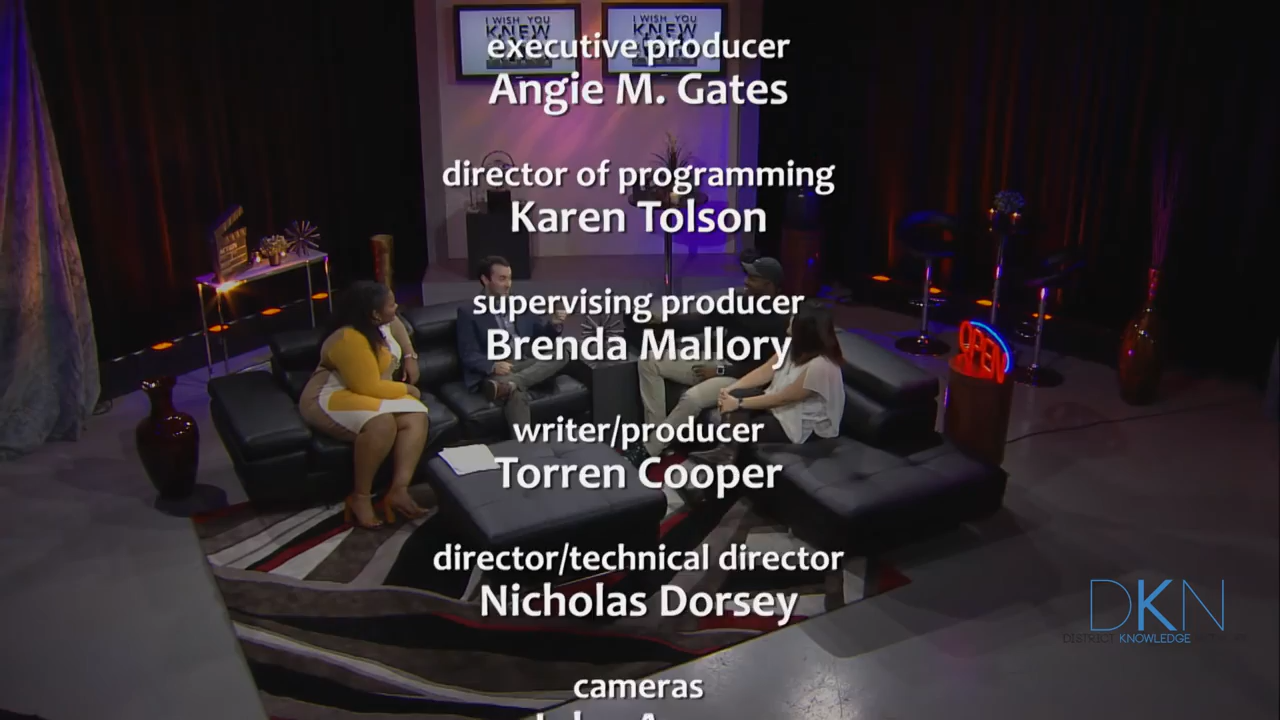 I WISH YOU
KNEW
I WISH YOU
KNEW
executive producer
Angie M. Gates
director of programming
Karen Tolson
supervising producer
Brenda Mallory
writer/producer
Torren Cooper
director/technical director
Nicholas Dorsey
cameras
OPEN
DKN
DISTRICT KNOWLEDGE NETWORK